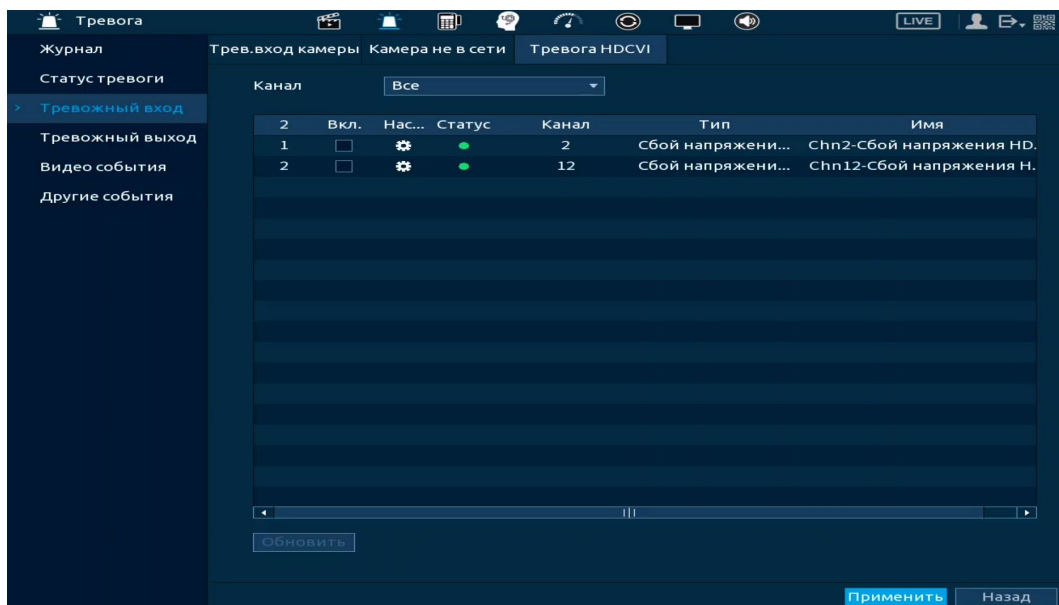 Тревога LIVE
Журнал
Статус тревоги
Тревожный вход
Тревожный выход
Видео события
Другие события
Трев.вход камеры Камера не в сети Тревога HDCVI
Канал Все
2 Вкл. Нас... Статус Канал Тип Имя
1 2 Сбой напряжени... Chn2-Сбой напряжения HD.
2 12 Сбой напряжени... Chn12-Сбой напряжения Н.
Обновить
Применить Назад